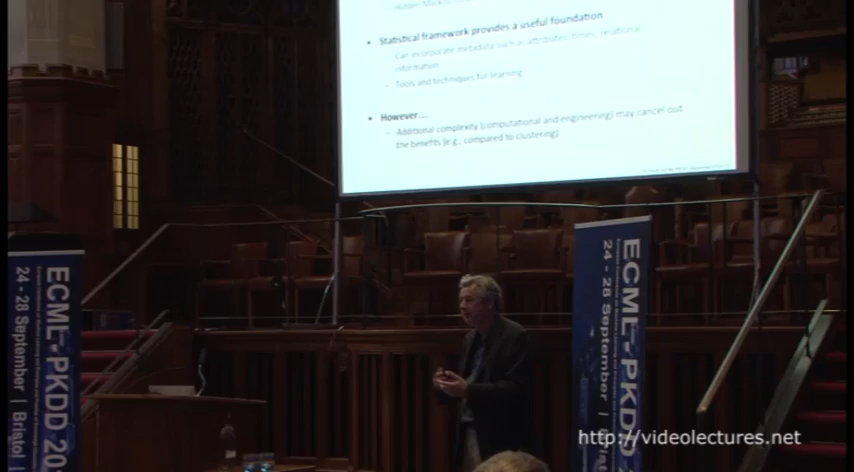 Statistical framework provides a useful foundation
Can incorporate metadata such as attributes, times, relational
information
Tools and techniques for learning
However...
Additional complexity (computational and engineering) may cancel out
the benefits (e.g., compared to clustering)
ECML-PKDD 20
24 - 28 September | Bristol
ECML-PKDD
24 - 28 September |
http://videolectures.net